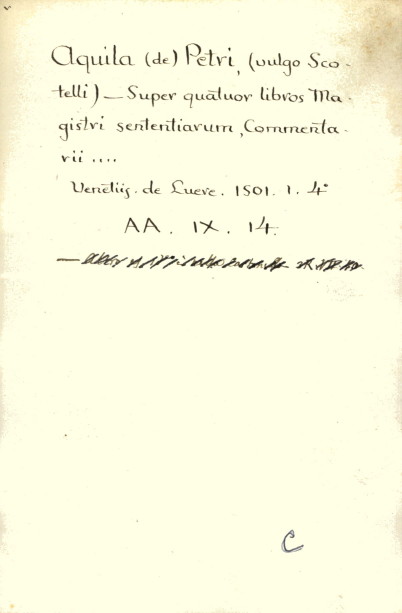 Aquila (de) Petri, (vulgo Sco-
telli) — Super quatuor libros Ma-
gistri sententiarum, Commenta-
rii ....
Venetiis. de Luere. 1501. 1. 4°
AA. IX. 14.
C